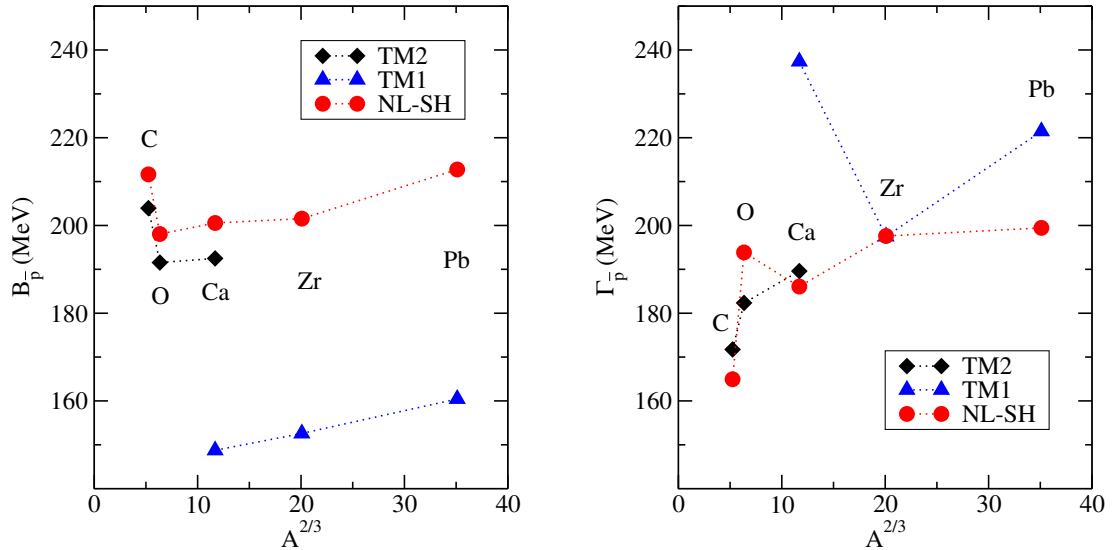 240
220
200
180
160
B_p̄ (MeV)
0
10
20
30
40
A^{2/3}
TM2
TM1
NL-SH
C
O
Ca
Zr
Pb
240
220
200
180
160
Γ_p̄ (MeV)
0
10
20
30
40
A^{2/3}
Pb
Zr
O
Ca
C
TM2
TM1
NL-SH